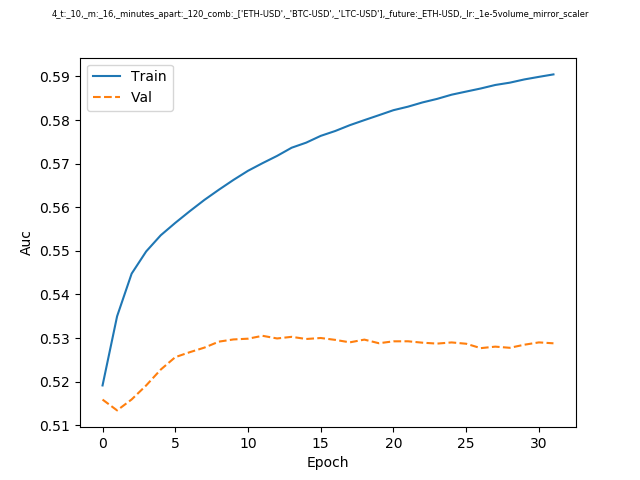 4_t:_10,_m:_16,_minutes_apart:_120_comb:_['ETH-USD',_'BTC-USD',_'LTC-USD'],_future:_ETH-USD,_lr:_1e-5volume_mirror_scaler
Train
Val
0.59
0.58
0.57
0.56
0.55
0.54
0.53
0.52
0.51
Auc
0 5 10 15 20 25 30
Epoch